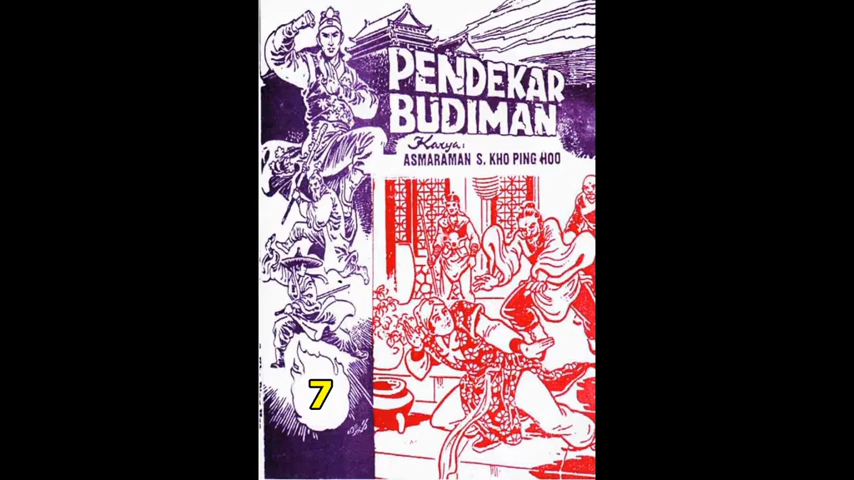 PENDEKAR
BUDIMAN
Karya:
ASMARAMAN S. KHO PING HOO
7